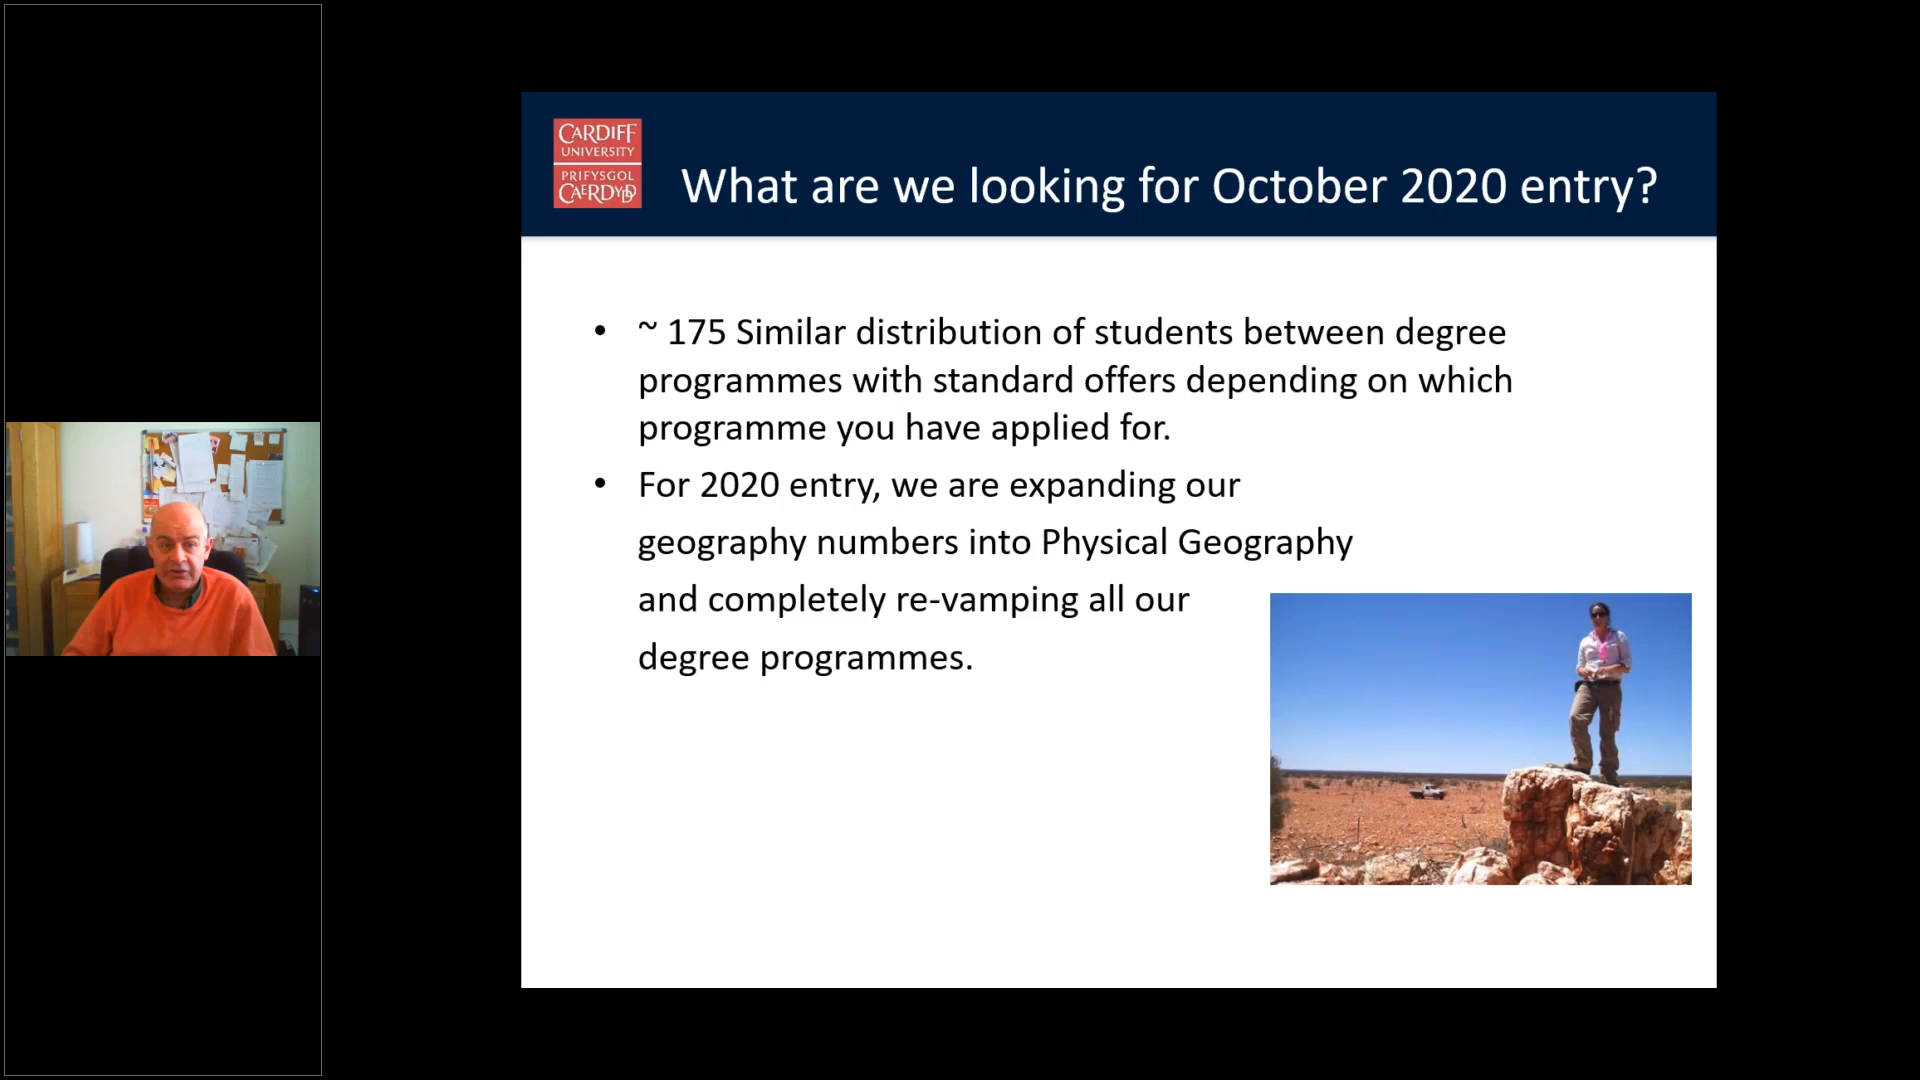 CARDIFF
UNIVERSITY
PRIFYSGOL
CAERDYDD
What are we looking for October 2020 entry?
• ~ 175 Similar distribution of students between degree
programmes with standard offers depending on which
programme you have applied for.
• For 2020 entry, we are expanding our
geography numbers into Physical Geography
and completely re-vamping all our
degree programmes.